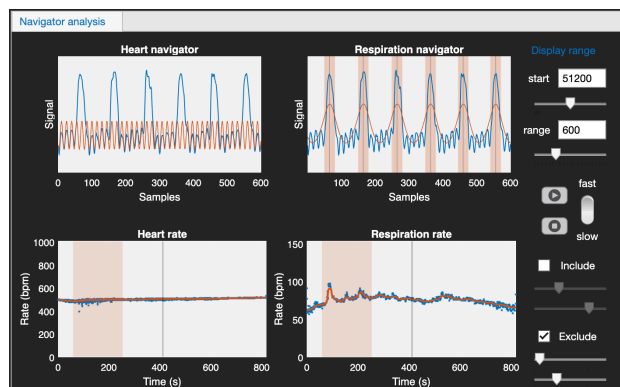 Navigator analysis
Heart navigator
Signal
0 100 200 300 400 500 600
Samples
Respiration navigator
Signal
100 200 300 400 500 600
Samples
Display range
start 51200
range 600
fast
slow
Heart rate
Rate (bpm)
1000
800
600
400
200
0
0 200 400 600 800
Time (s)
Respiration rate
Rate (bpm)
150
100
50
0
0 200 400 600 800
Time (s)
Include
Exclude